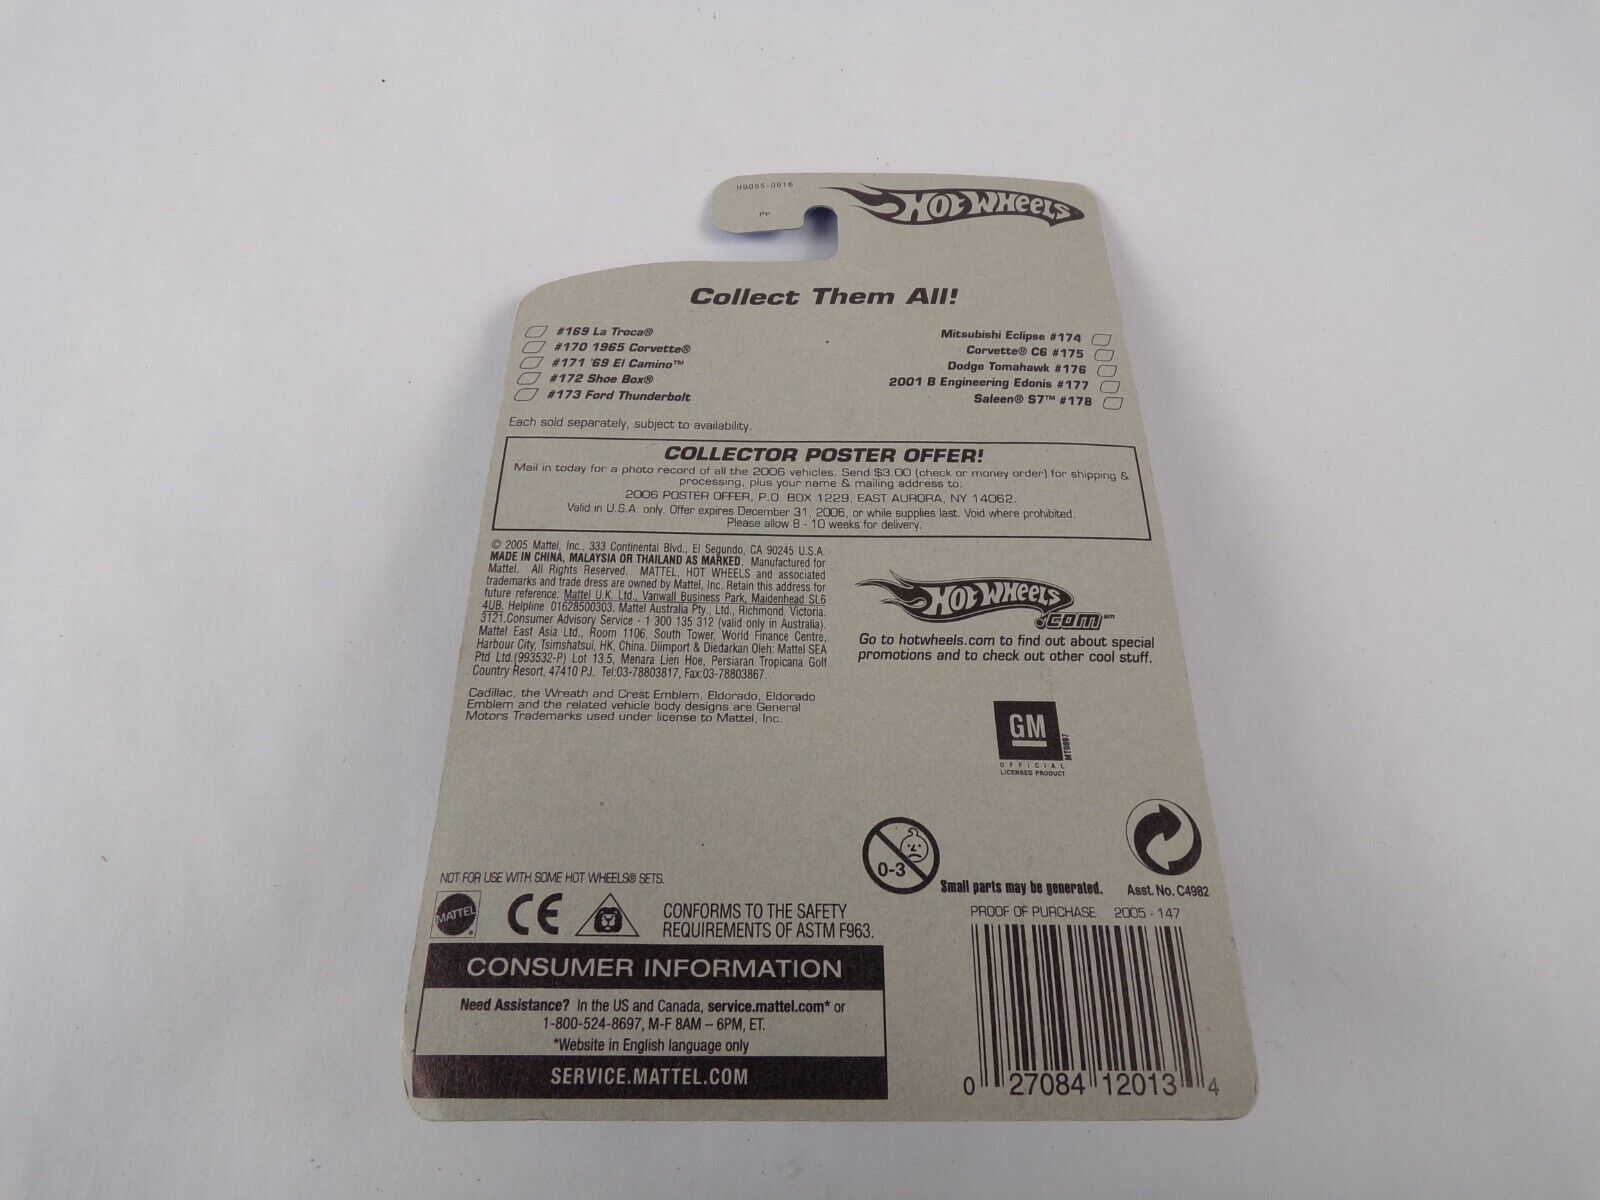 H9055-0916
PP
HOT WHEELS
Collect Them All!
#169 La Troca®
#170 1965 Corvette®
#171 '69 El Camino™
#172 Shoe Box®
#173 Ford Thunderbolt
Mitsubishi Eclipse #174
Corvette® C6 #175
Dodge Tomahawk #176
2001 B Engineering Edonis #177
Saleen® S7™ #178
Each sold separately, subject to availability.
COLLECTOR POSTER OFFER!
Mail in today for a photo record of all the 2006 vehicles. Send $3.00 (check or money order) for shipping &
processing, plus your name & mailing address to:
2006 POSTER OFFER, P.O. BOX 1229, EAST AURORA, NY 14062.
Valid in U.S.A. only. Offer expires December 31, 2006, or while supplies last. Void where prohibited.
Please allow 8 - 10 weeks for delivery.
© 2005 Mattel, Inc., 333 Continental Blvd., El Segundo, CA 90245 U.S.A.
MADE IN CHINA, MALAYSIA OR THAILAND AS MARKED. Manufactured for
Mattel. All Rights Reserved. MATTEL, HOT WHEELS and associated
trademarks and trade dress are owned by Mattel, Inc. Retain this address for
future reference: Mattel U.K. Ltd., Vanwall Business Park, Maidenhead SL6
4UB. Helpline 01628500303. Mattel Australia Pty., Ltd., Richmond, Victoria.
3121.Consumer Advisory Service - 1 300 135 312 (valid only in Australia).
Mattel East Asia Ltd., Room 1106, South Tower, World Finance Centre,
Harbour City, Tsimshatsui, HK, China. Diimport & Diedarkan Oleh: Mattel SEA
Ptd Ltd.(993532-P) Lot 13.5, Menara Lien Hoe, Persiaran Tropicana Golf
Country Resort, 47410 PJ. Tel:03-78803817, Fax:03-78803867.
Cadillac, the Wreath and Crest Emblem, Eldorado, Eldorado
Emblem and the related vehicle body designs are General
Motors Trademarks used under license to Mattel, Inc.
HOT WHEELS
.com℠
Go to hotwheels.com to find out about special
promotions and to check out other cool stuff.
GM
MT0897
OFFICIAL
LICENSED PRODUCT
0-3
Small parts may be generated.
Asst. No. C4982
NOT FOR USE WITH SOME HOT WHEELS® SETS.
MATTEL®
CE
CONFORMS TO THE SAFETY
REQUIREMENTS OF ASTM F963.
PROOF OF PURCHASE 2005 - 147
CONSUMER INFORMATION
Need Assistance? In the US and Canada, service.mattel.com* or
1-800-524-8697, M-F 8AM – 6PM, ET.
*Website in English language only
SERVICE.MATTEL.COM
0 27084 12013 4